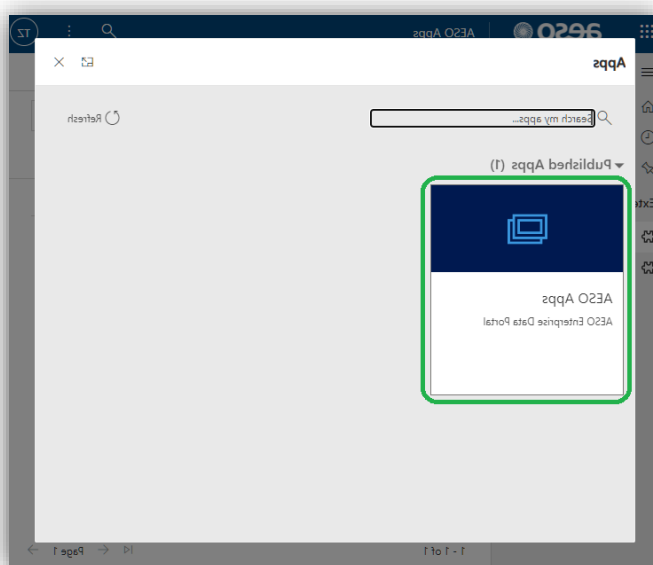 aeso AESO Apps
Apps
Search my apps...
Refresh
Published Apps (1)
AESO Apps
AESO Enterprise Data Portal
1 - 1 of 1
Page 1